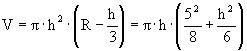 V = π·h²·(R − h/3) = π·h·(5²/8 + h²/6)